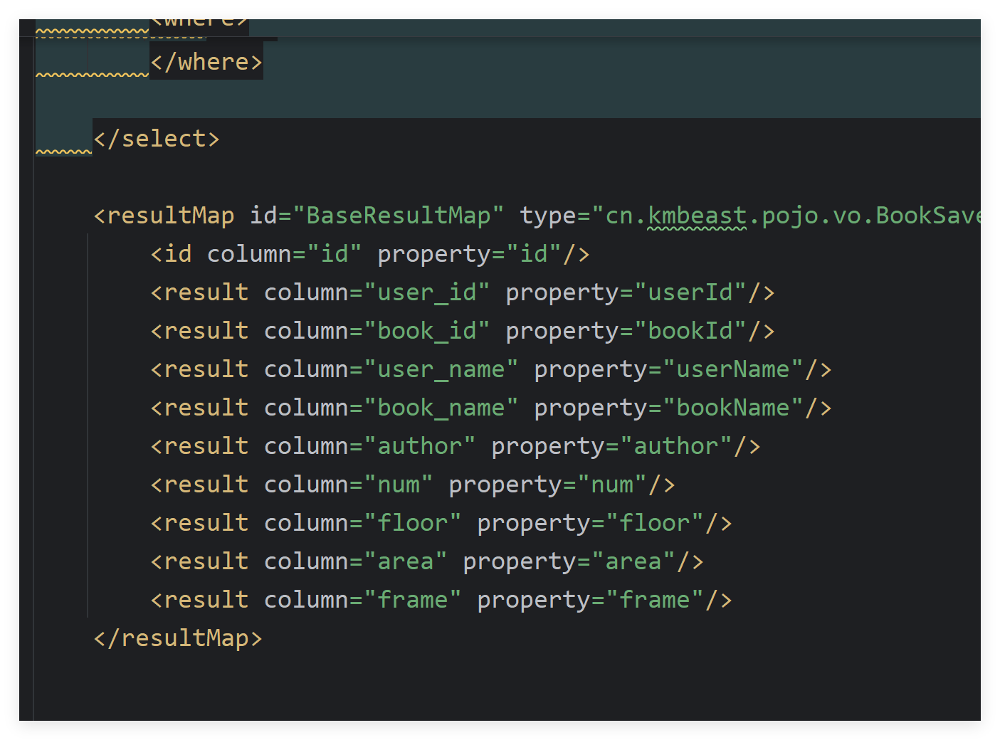 <where>
</where>
</select>
<resultMap id="BaseResultMap" type="cn.kmbeast.pojo.vo.BookSave
<id column="id" property="id"/>
<result column="user_id" property="userId"/>
<result column="book_id" property="bookId"/>
<result column="user_name" property="userName"/>
<result column="book_name" property="bookName"/>
<result column="author" property="author"/>
<result column="num" property="num"/>
<result column="floor" property="floor"/>
<result column="area" property="area"/>
<result column="frame" property="frame"/>
</resultMap>